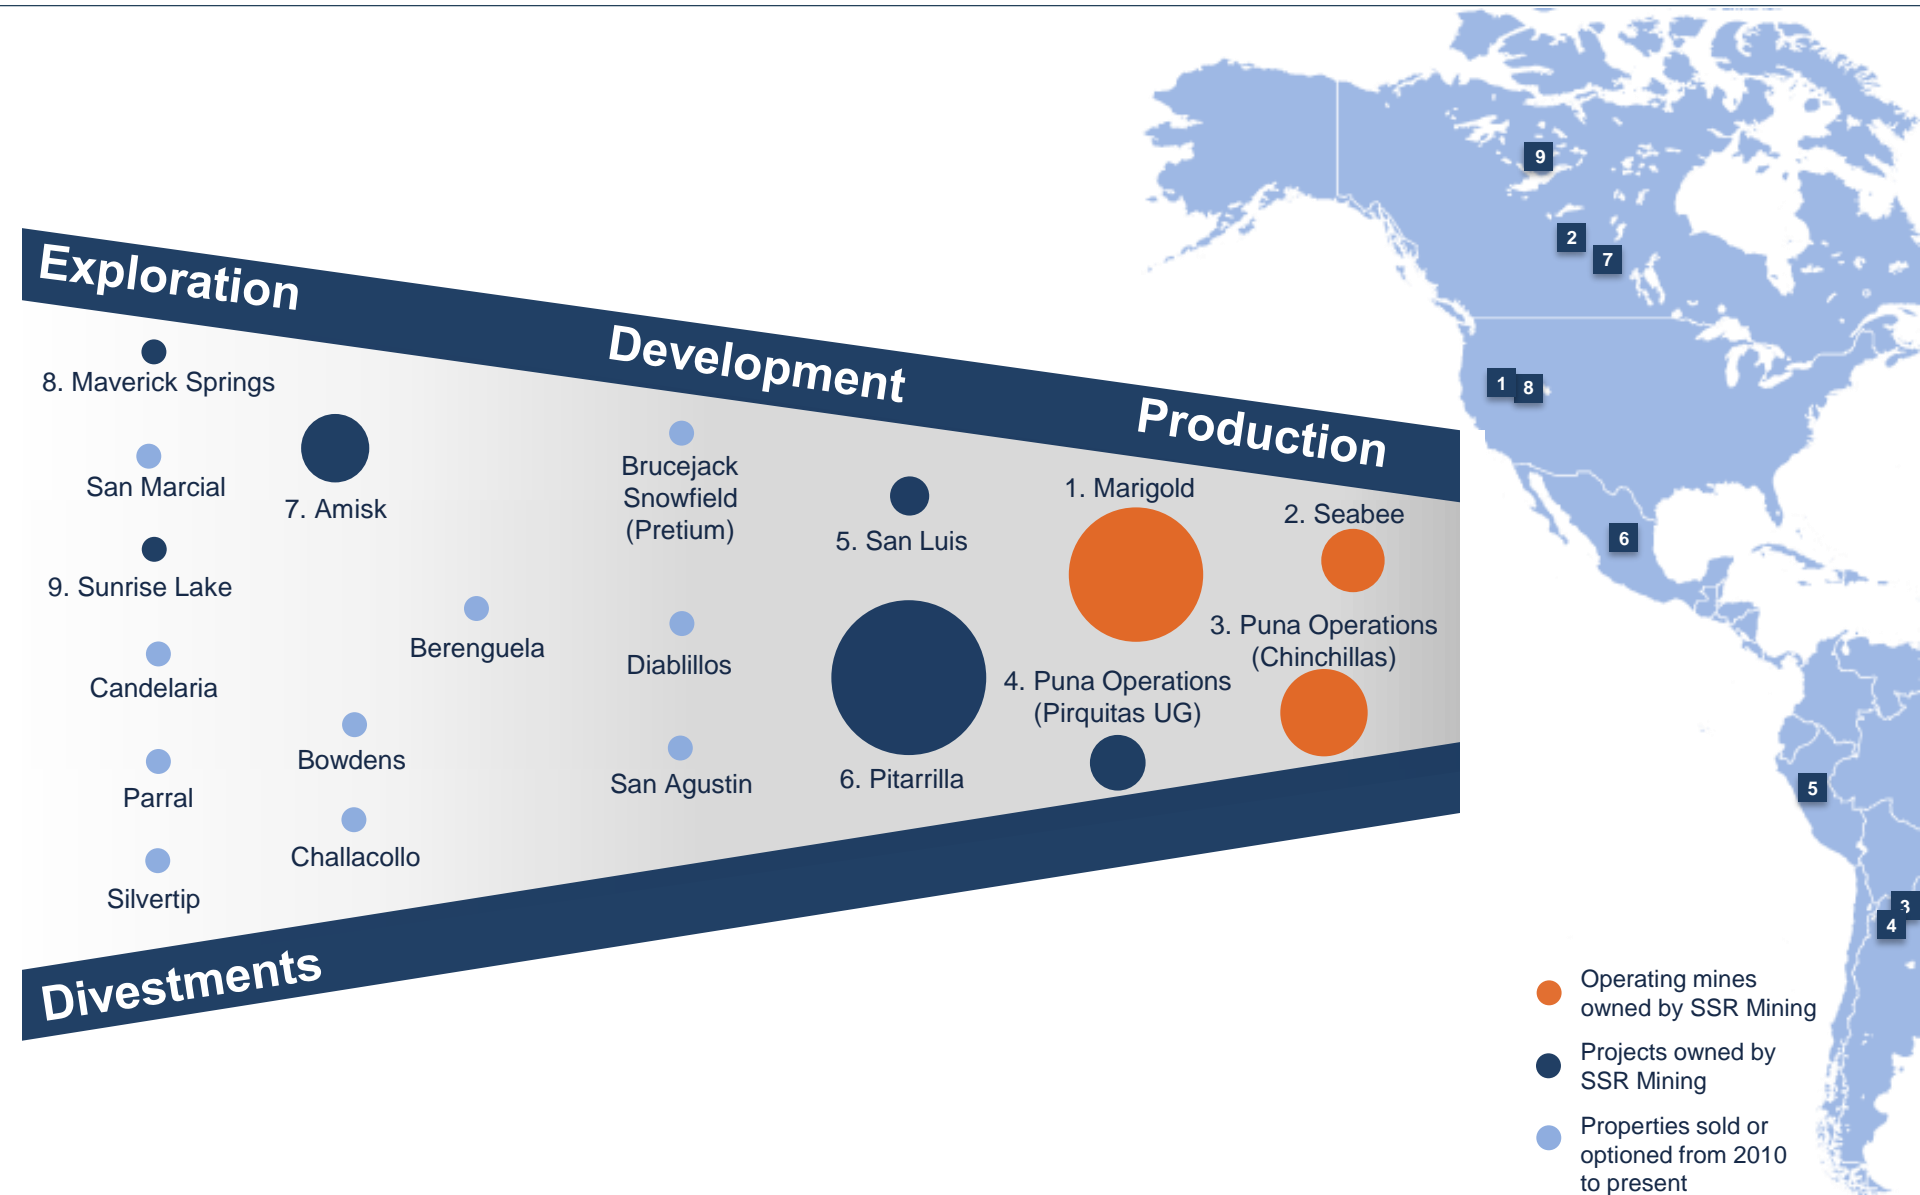 Exploration
Development
Production
8. Maverick Springs
San Marcial
9. Sunrise Lake
Candelaria
Parral
Silvertip
7. Amisk
Bowdens
Challacollo
Berenguela
Brucejack
Snowfield
(Pretium)
Diablillos
San Agustin
5. San Luis
6. Pitarrilla
1. Marigold
4. Puna Operations
(Pirquitas UG)
2. Seabee
3. Puna Operations
(Chinchillas)
Divestments
9
2
7
1
8
6
5
3
4
Operating mines
owned by SSR Mining
Projects owned by
SSR Mining
Properties sold or
optioned from 2010
to present